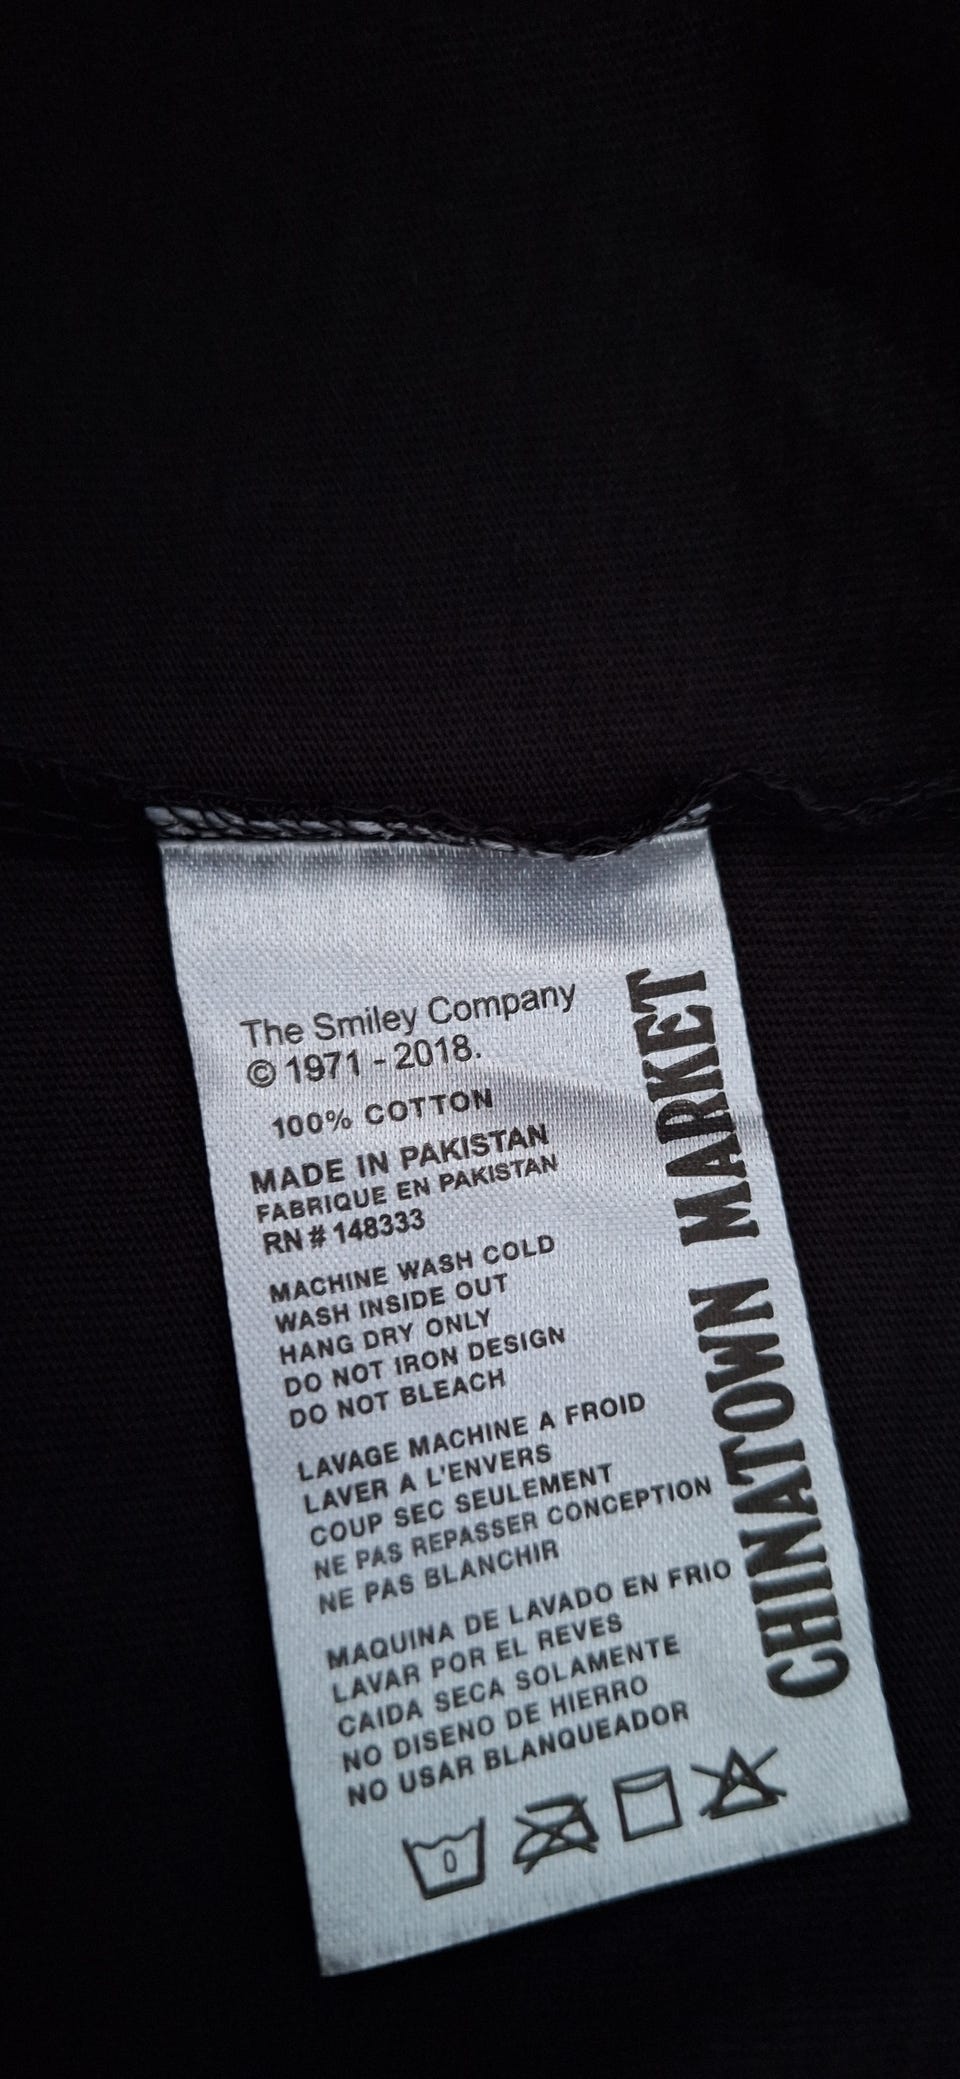 The Smiley Company
© 1971 - 2018.
100% COTTON
MADE IN PAKISTAN
FABRIQUE EN PAKISTAN
RN # 148333
MACHINE WASH COLD
WASH INSIDE OUT
HANG DRY ONLY
DO NOT IRON DESIGN
DO NOT BLEACH
LAVAGE MACHINE A FROID
LAVER A L'ENVERS
COUP SEC SEULEMENT
NE PAS REPASSER CONCEPTION
NE PAS BLANCHIR
MAQUINA DE LAVADO EN FRIO
LAVAR POR EL REVES
CAIDA SECA SOLAMENTE
NO DISENO DE HIERRO
NO USAR BLANQUEADOR
0
CHINATOWN MARKET